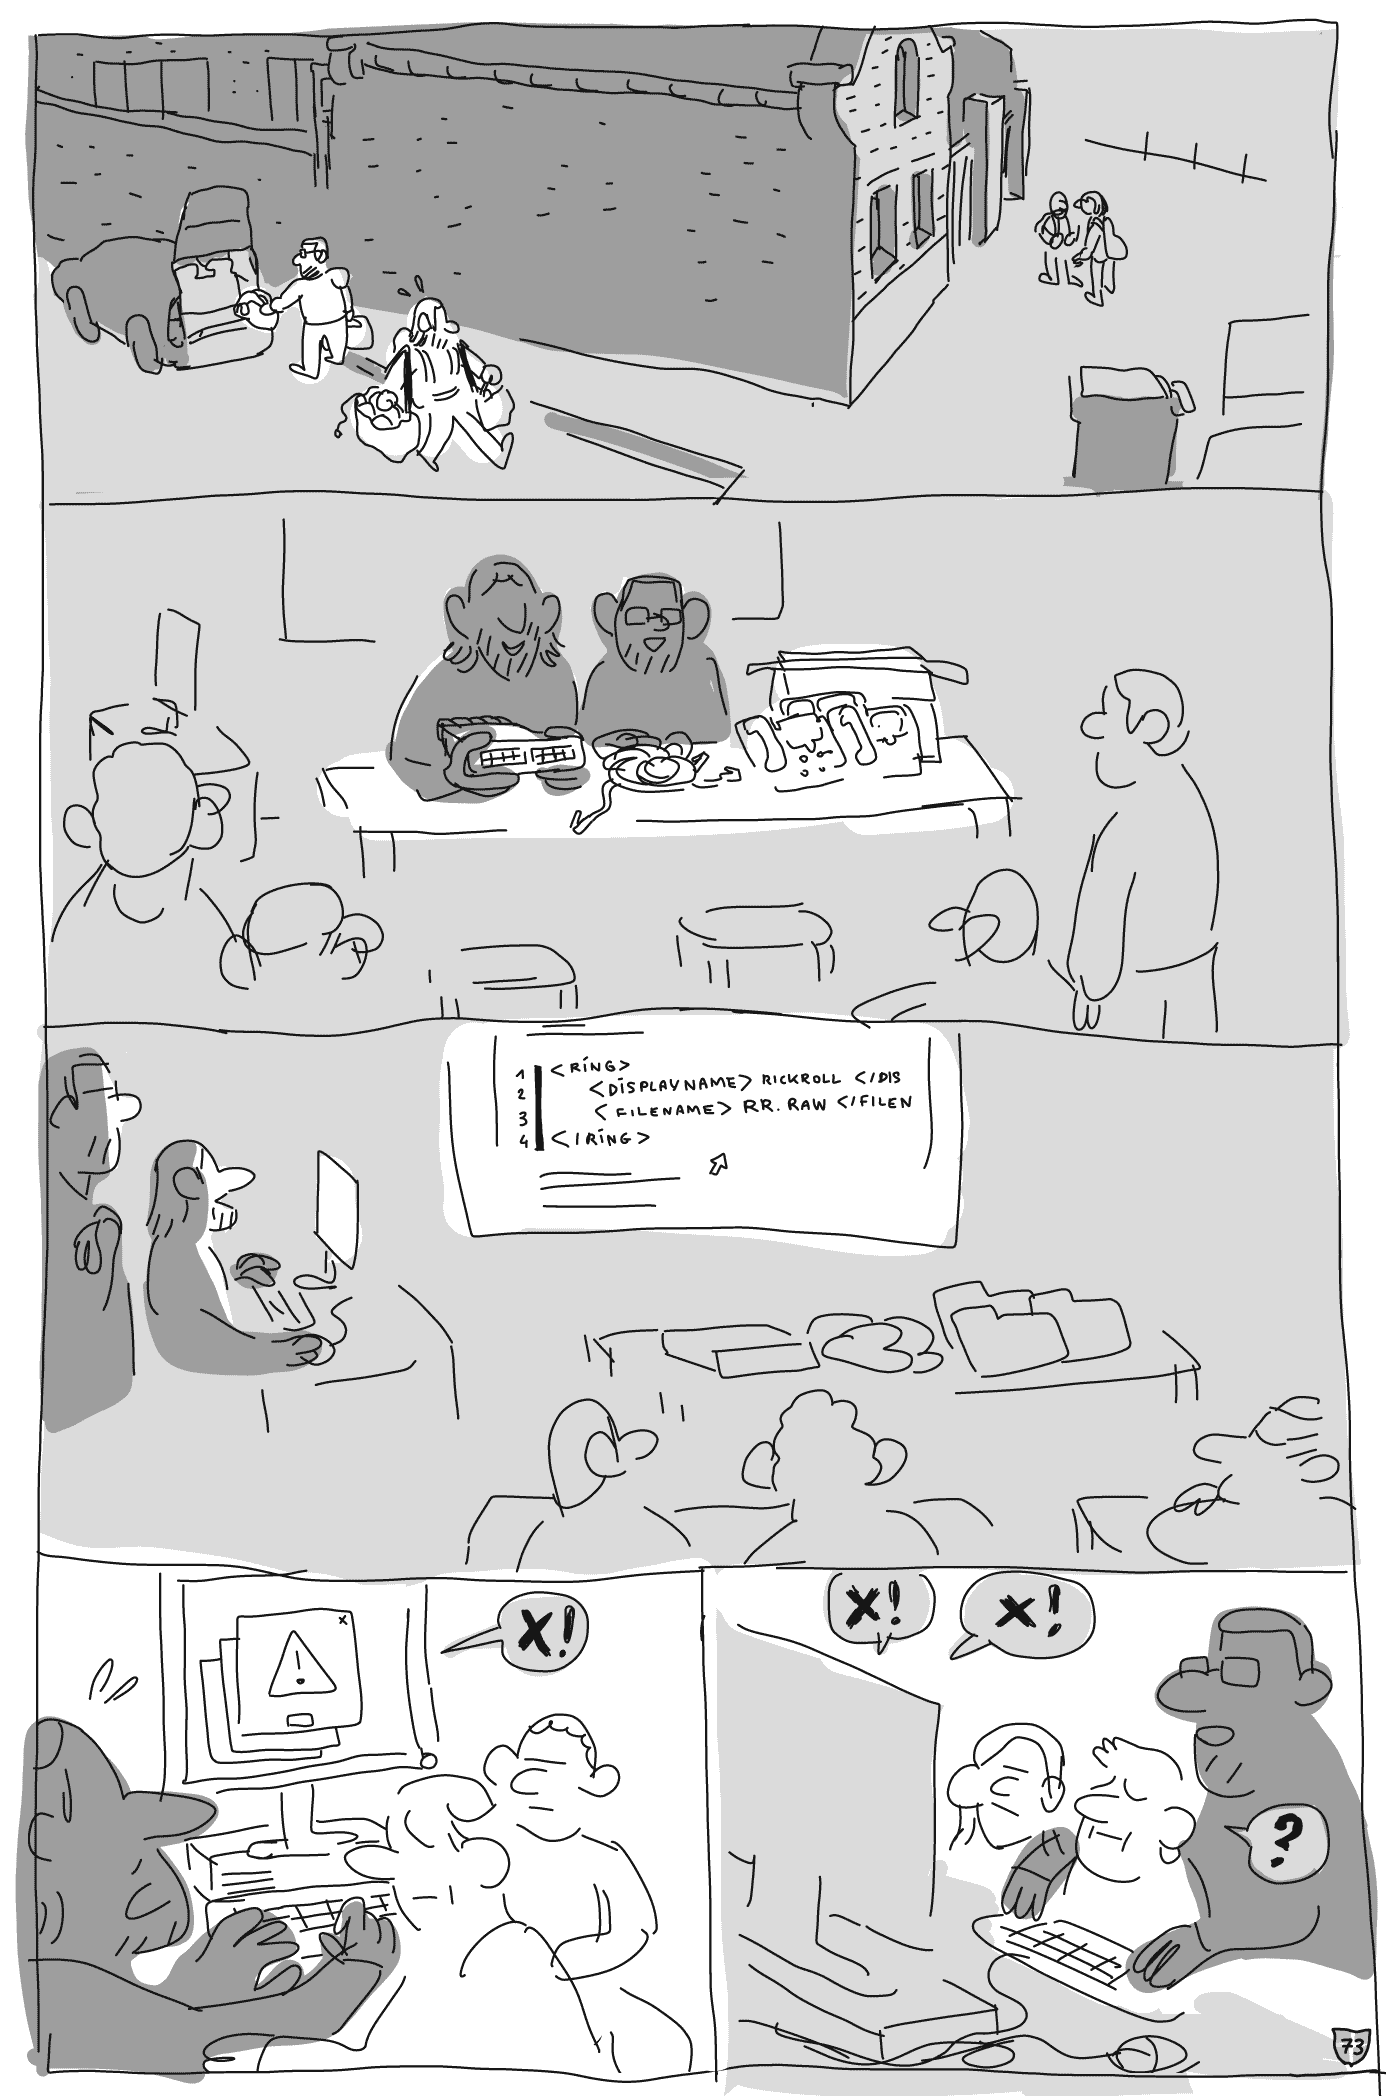 1 <RING>
2 <DISPLAYNAME> RICKROLL </DIS
3 <FILENAME> RR.RAW </FILEN
4 </RING>
X!
X! X!
?
73